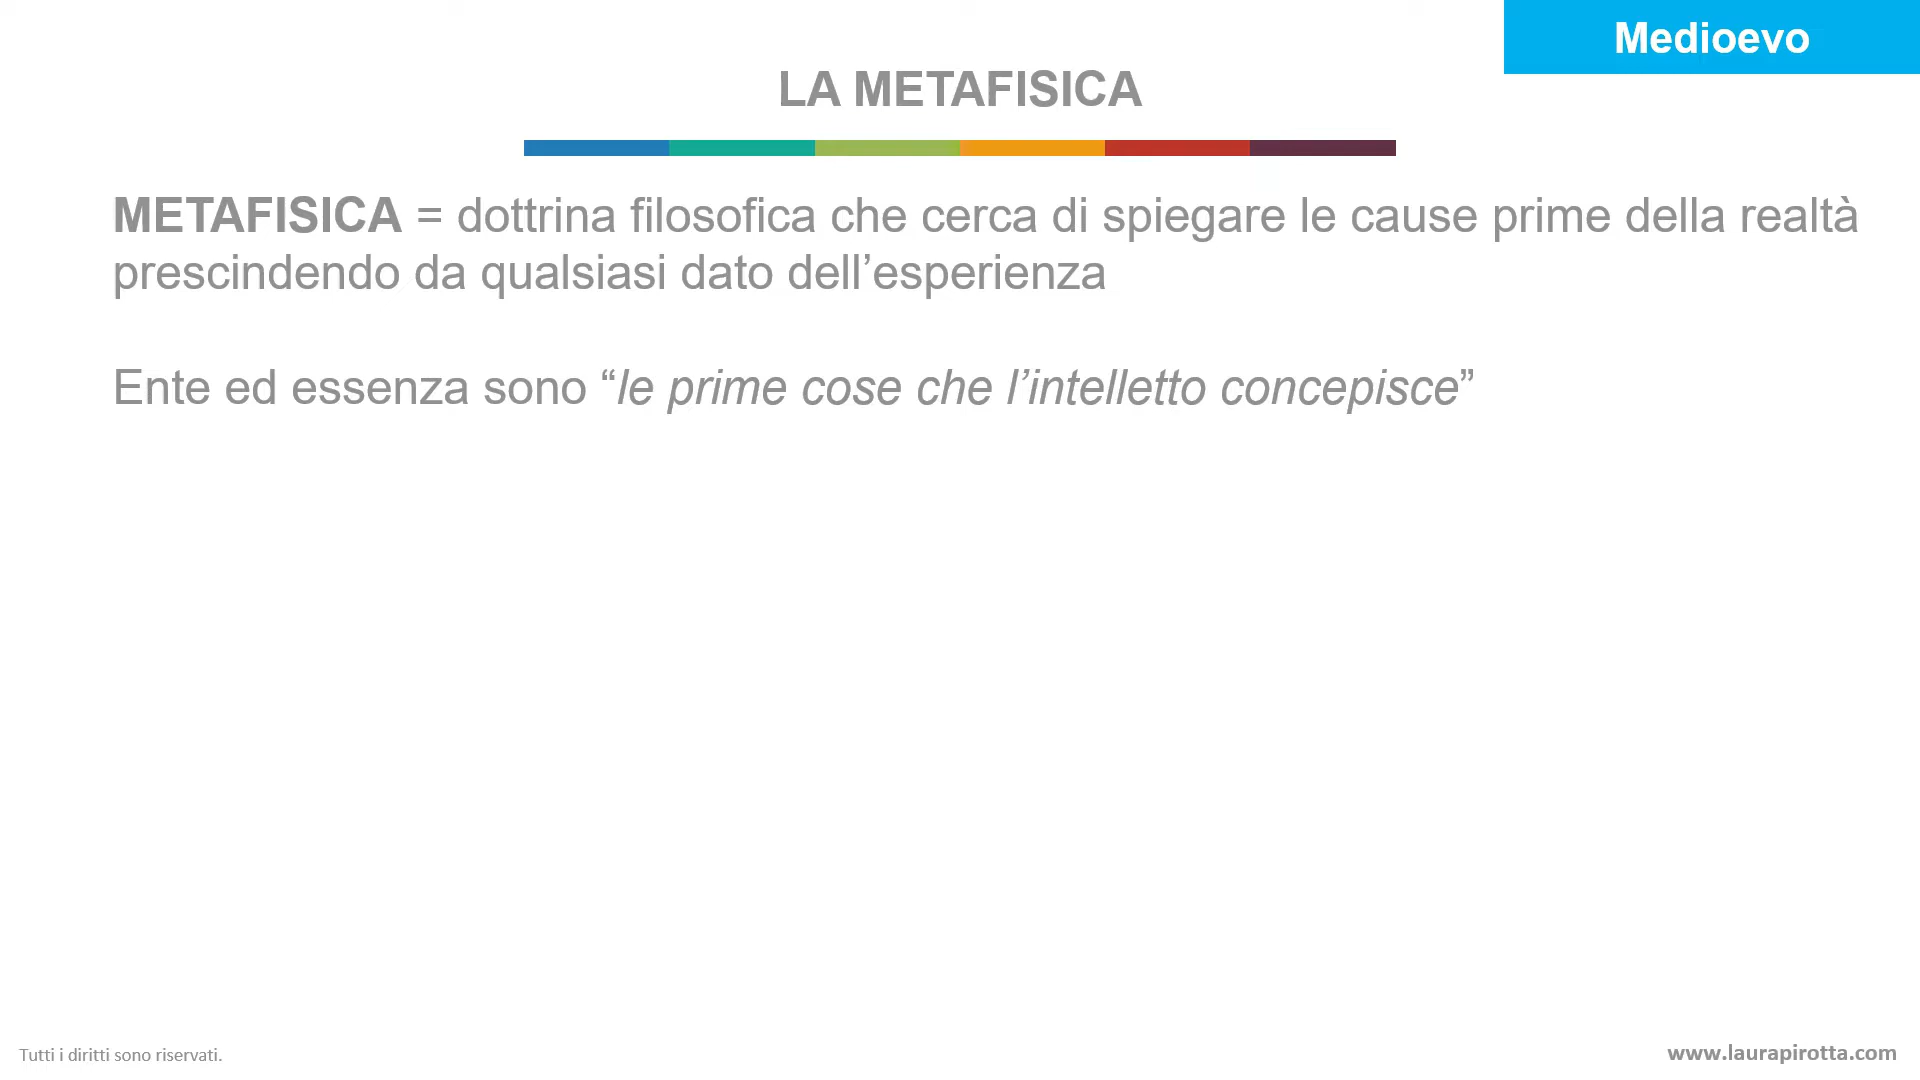 Medioevo
LA METAFISICA
METAFISICA = dottrina filosofica che cerca di spiegare le cause prime della realtà
prescindendo da qualsiasi dato dell’esperienza
Ente ed essenza sono “le prime cose che l’intelletto concepisce”
Tutti i diritti sono riservati.
www.laurapirotta.com